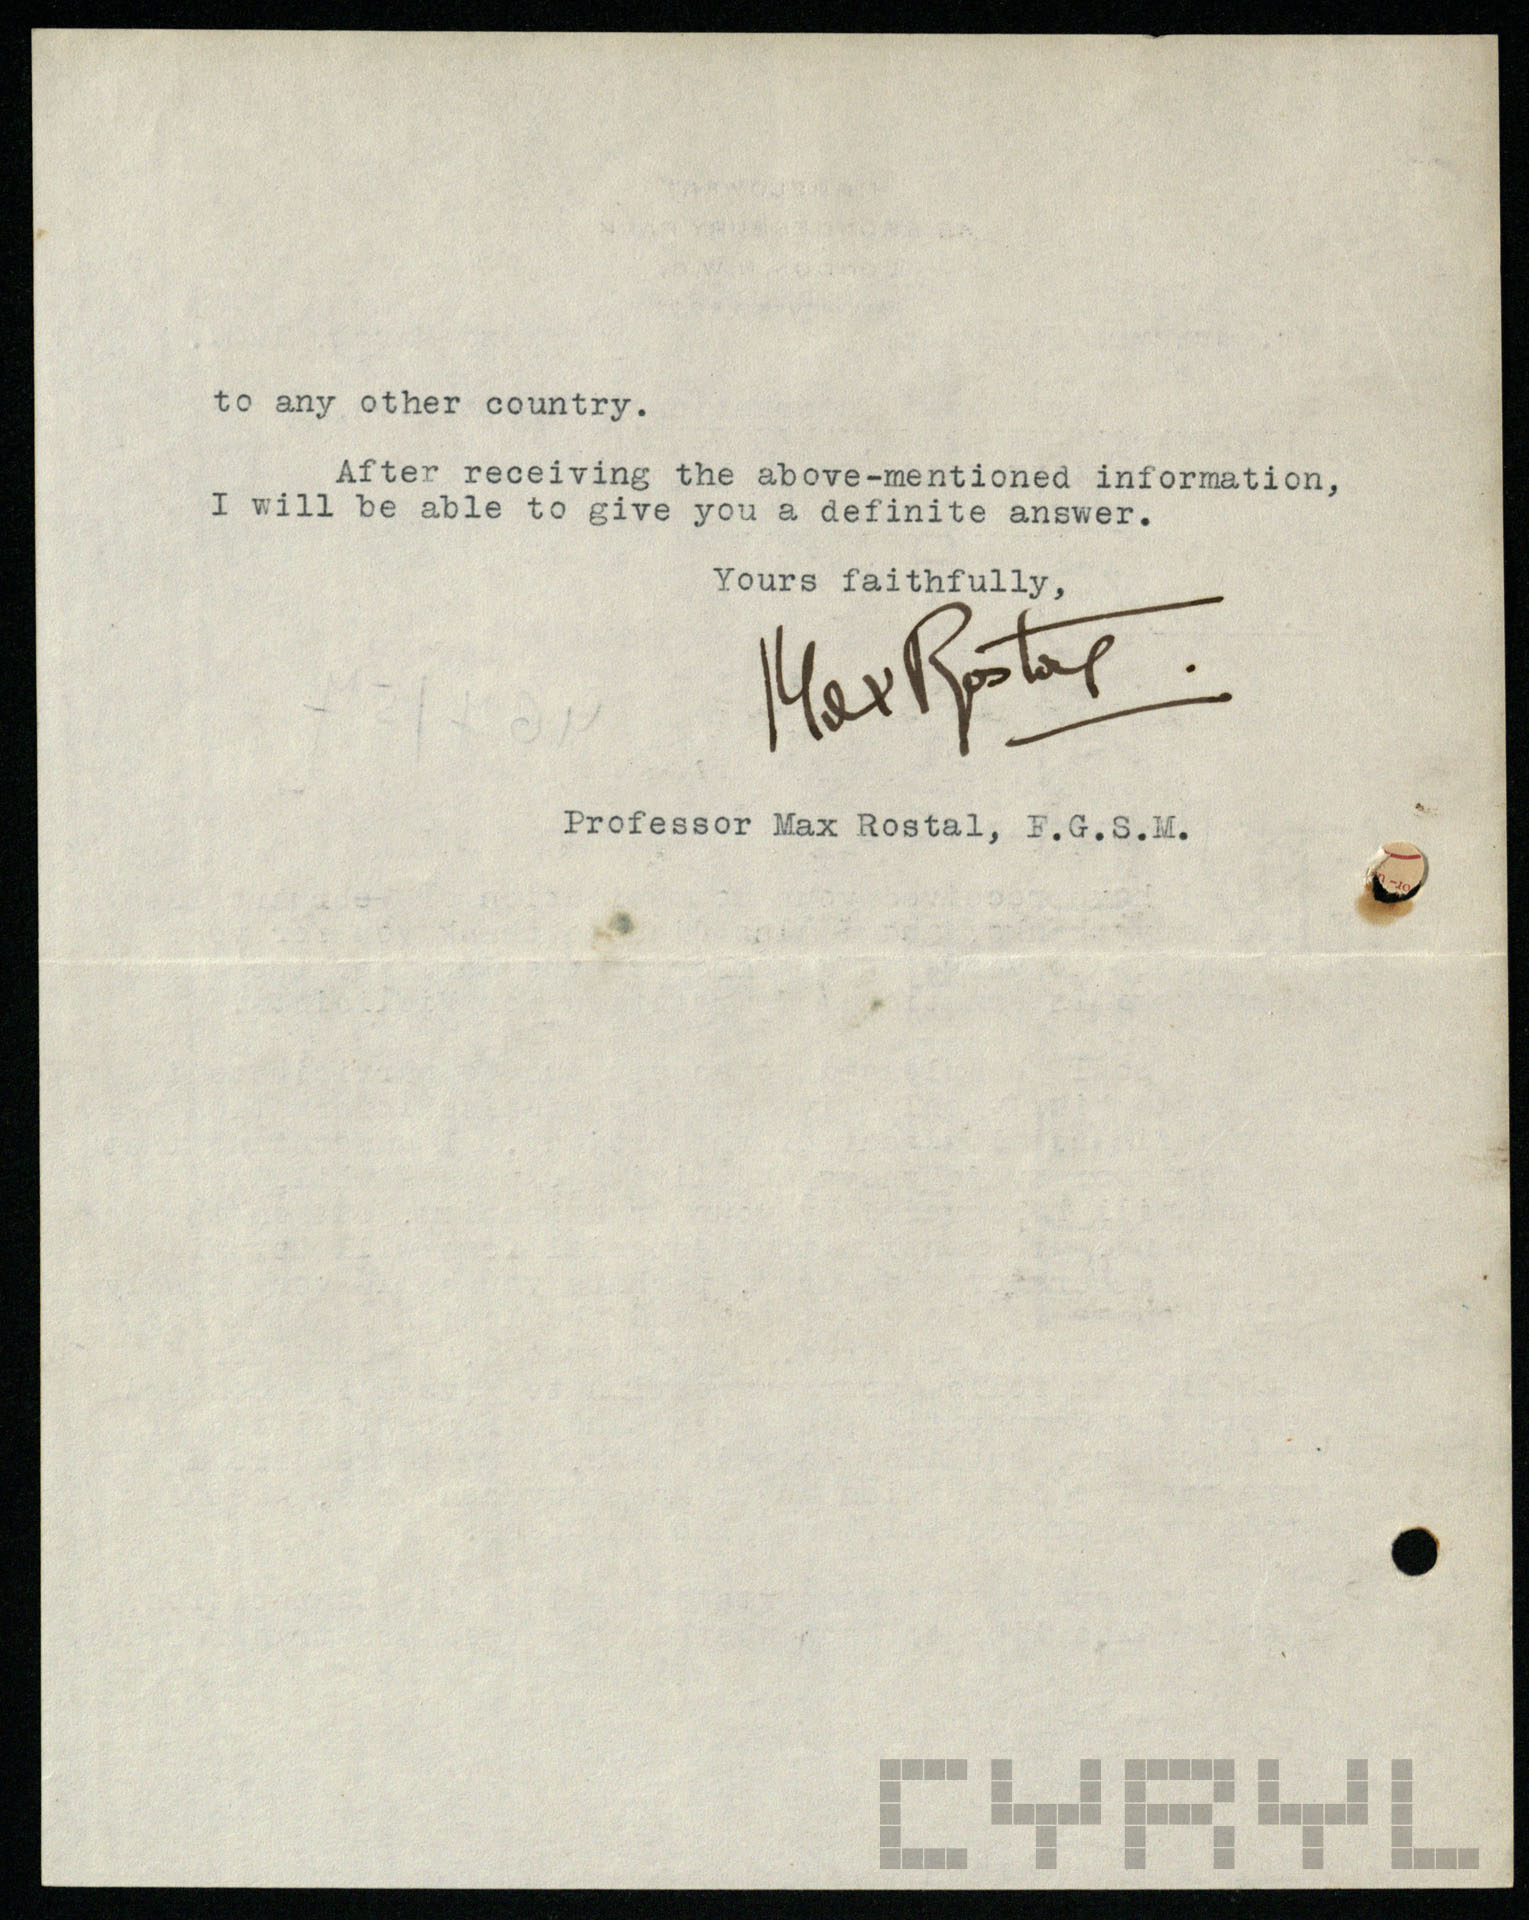 to any other country.
After receiving the above-mentioned information,
I will be able to give you a definite answer.
Yours faithfully,
Max Rostal.
Professor Max Rostal, F.G.S.M.
CYRYL